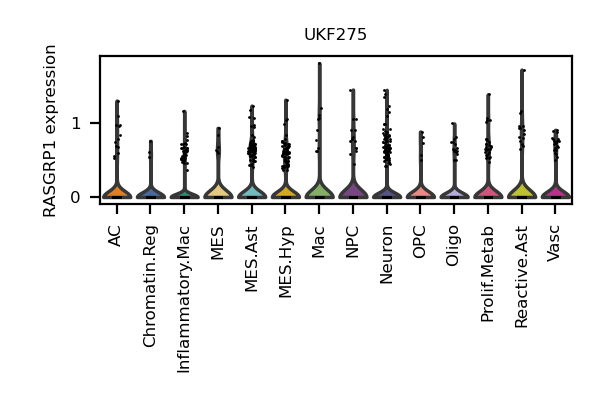 UKF275
RASGRP1 expression
1
0
AC
Chromatin.Reg
Inflammatory.Mac
MES
MES.Ast
MES.Hyp
Mac
NPC
Neuron
OPC
Oligo
Prolif.Metab
Reactive.Ast
Vasc